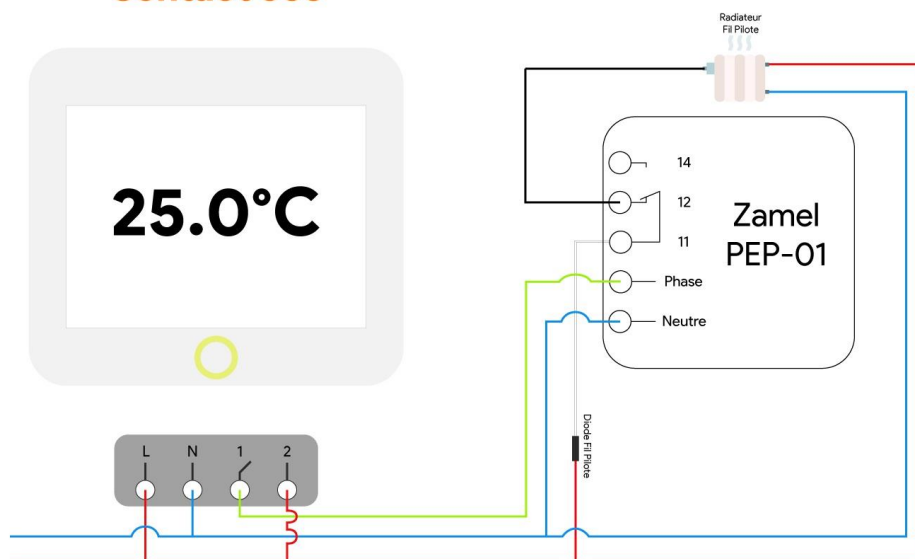 Radiateur
Fil Pilote
25.0°C
14
12
11
Phase
Neutre
Zamel
PEP-01
Diode Fil Pilote
L N 1 2